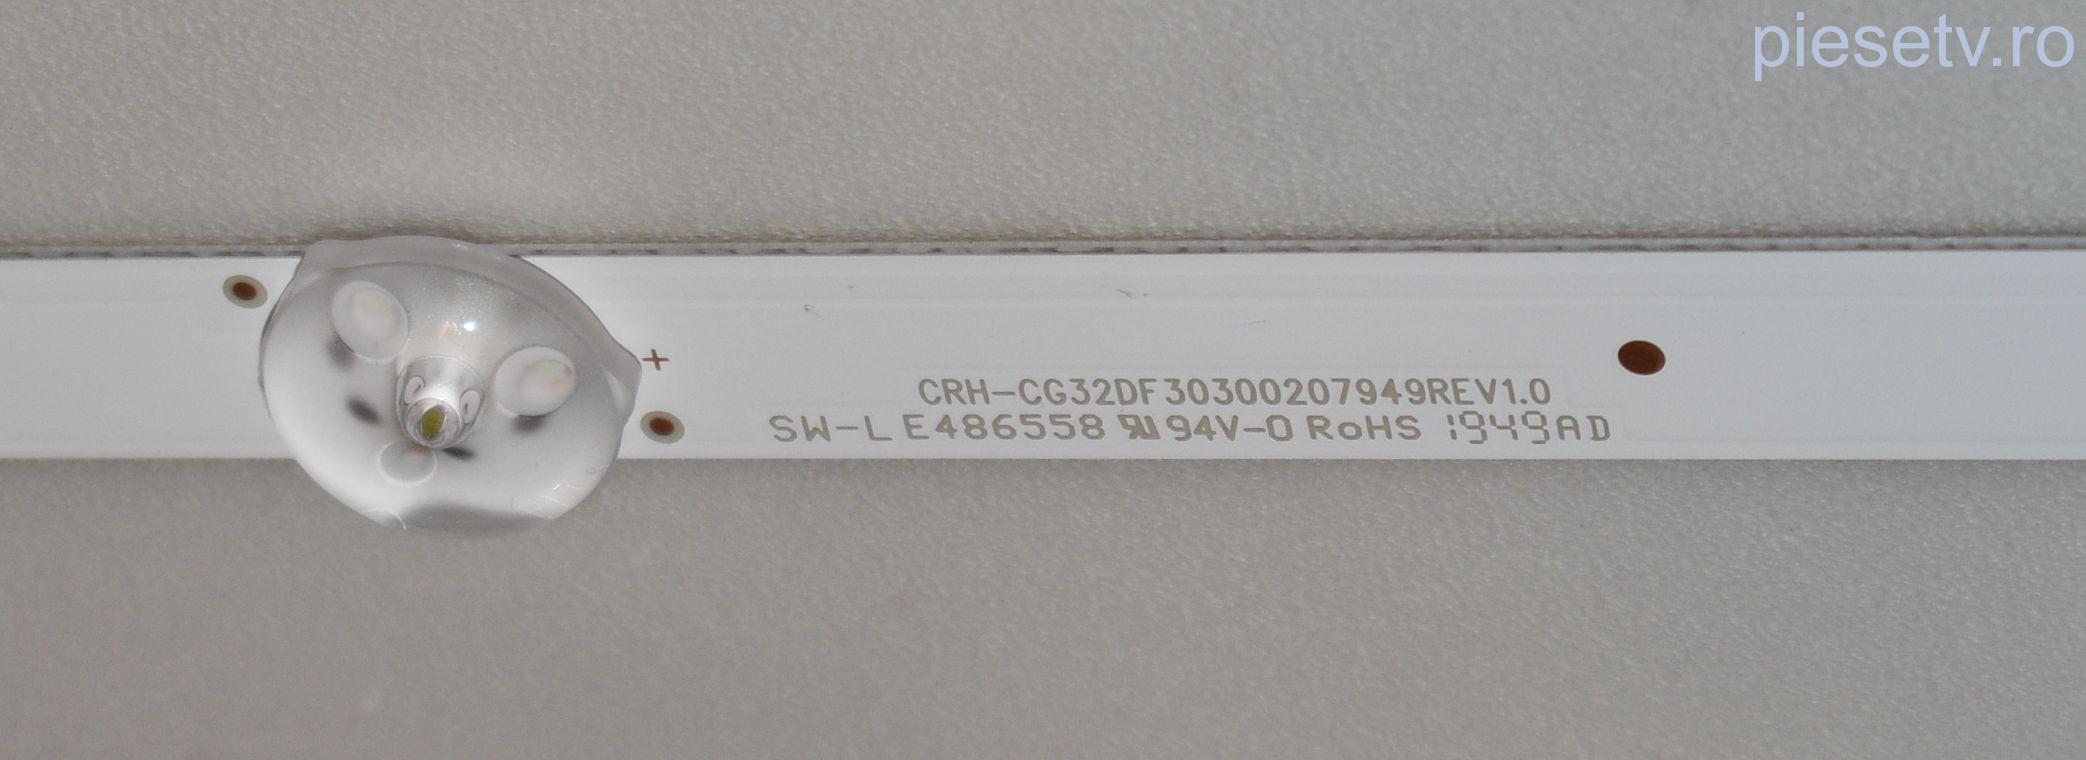 piesetv.ro
+
CRH-CG32DF30300207949REV1.0
SW-L E486558 94V-0 RoHS 1949AD